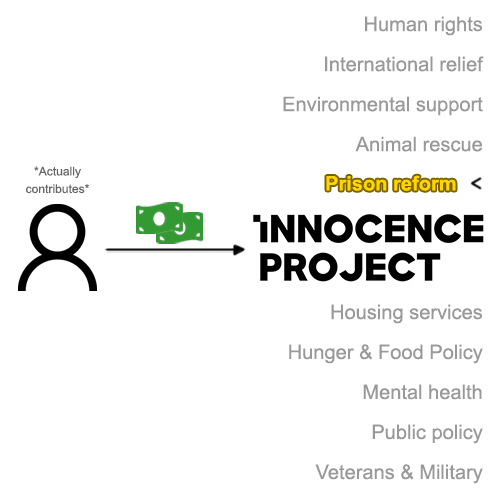 Human rights
International relief
Environmental support
Animal rescue
*Actually
contributes*
Prison reform <
INNOCENCE
PROJECT
Housing services
Hunger & Food Policy
Mental health
Public policy
Veterans & Military